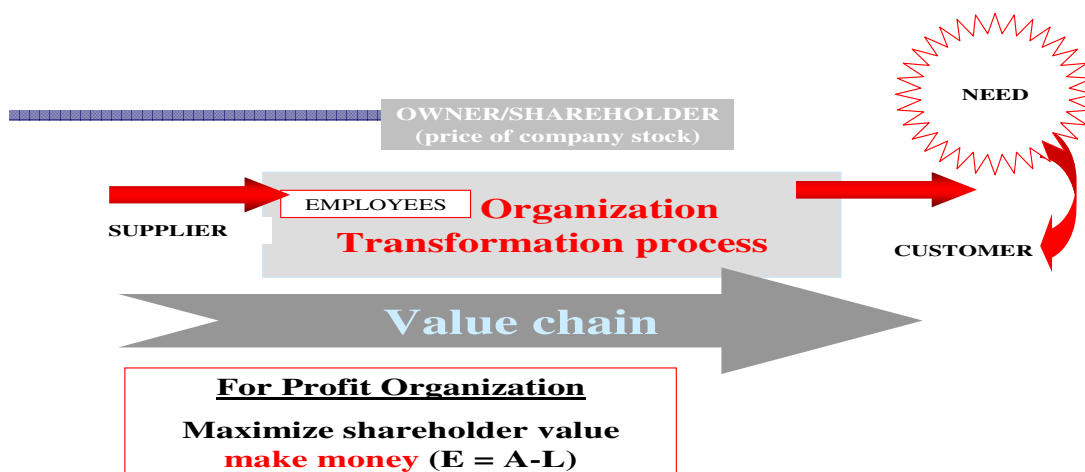 NEED
OWNER/SHAREHOLDER
(price of company stock)
EMPLOYEES
Organization
Transformation process
SUPPLIER
CUSTOMER
Value chain
For Profit Organization
Maximize shareholder value
make money (E = A-L)